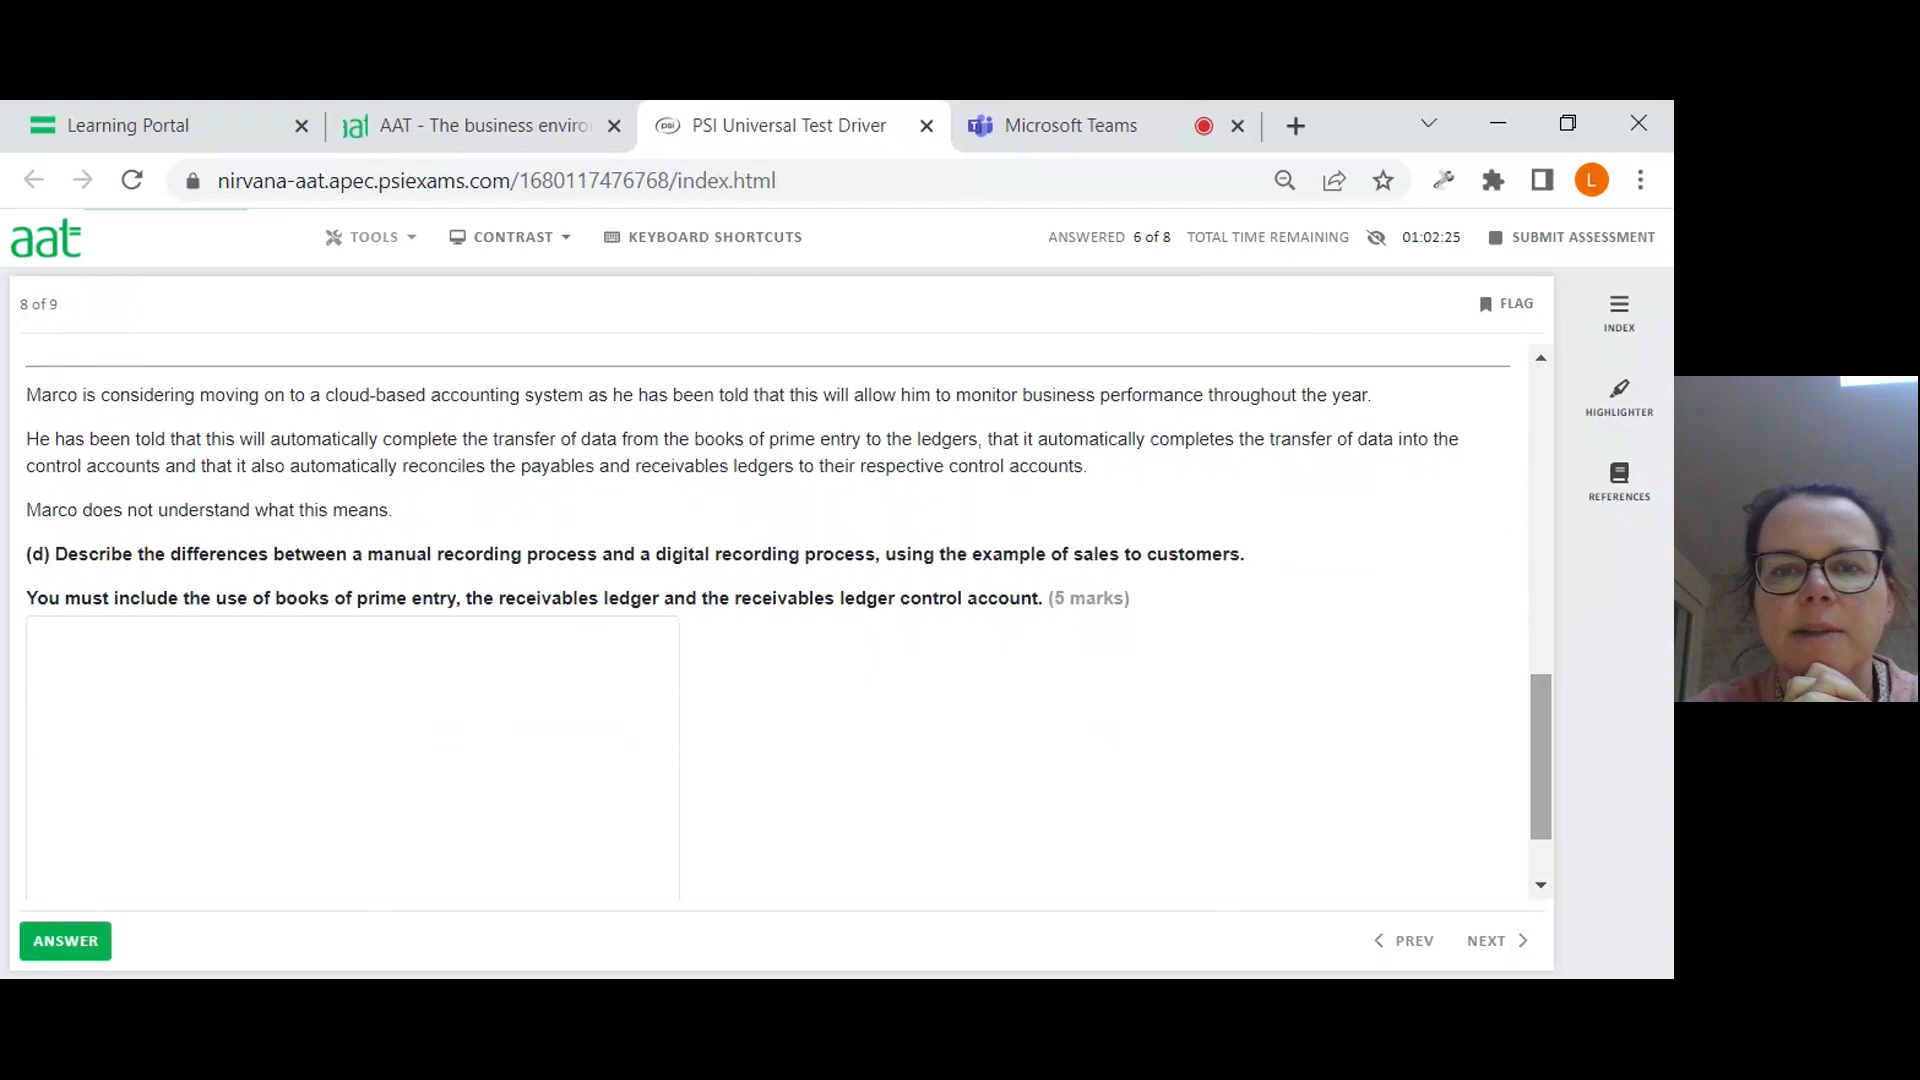 Learning Portal
AAT - The business enviro
PSI Universal Test Driver
Microsoft Teams
nirvana-aat.apec.psiexams.com/1680117476768/index.html
L
aat
TOOLS
CONTRAST
KEYBOARD SHORTCUTS
ANSWERED 6 of 8
TOTAL TIME REMAINING
01:02:25
SUBMIT ASSESSMENT
8 of 9
FLAG
INDEX
HIGHLIGHTER
REFERENCES
Marco is considering moving on to a cloud-based accounting system as he has been told that this will allow him to monitor business performance throughout the year.
He has been told that this will automatically complete the transfer of data from the books of prime entry to the ledgers, that it automatically completes the transfer of data into the
control accounts and that it also automatically reconciles the payables and receivables ledgers to their respective control accounts.
Marco does not understand what this means.
(d) Describe the differences between a manual recording process and a digital recording process, using the example of sales to customers.
You must include the use of books of prime entry, the receivables ledger and the receivables ledger control account. (5 marks)
ANSWER
PREV
NEXT